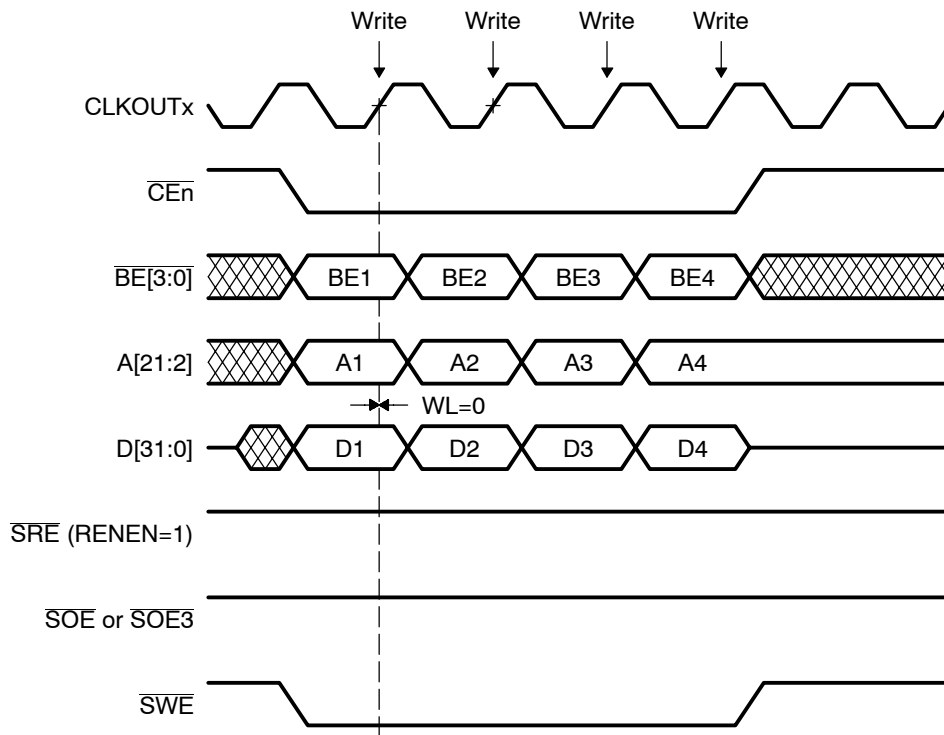 Write Write Write Write
CLKOUTx
CEn
BE[3:0] BE1 BE2 BE3 BE4
A[21:2] A1 A2 A3 A4
WL=0
D[31:0] D1 D2 D3 D4
SRE (RENEN=1)
SOE or SOE3
SWE